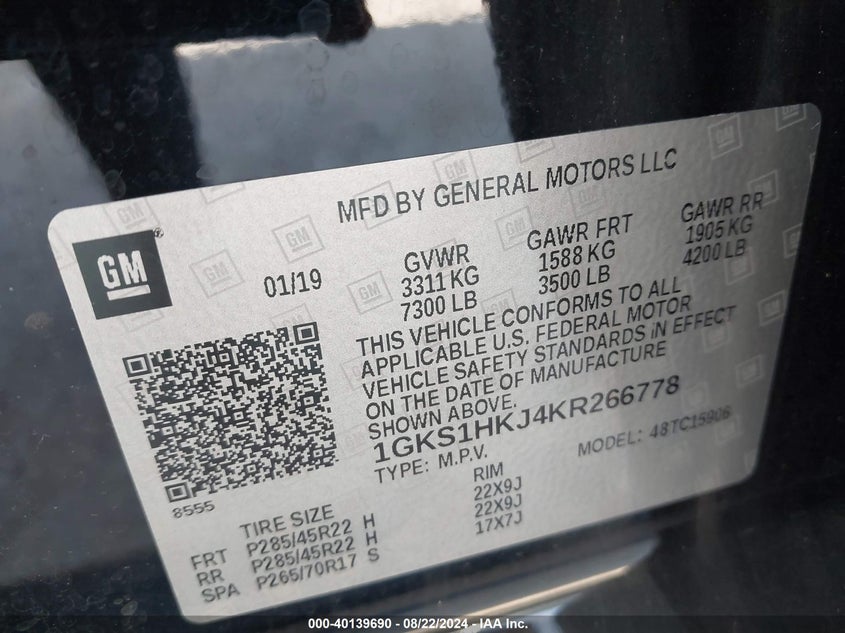 MFD BY GENERAL MOTORS LLC
GM
01/19
GVWR
3311 KG
7300 LB
GAWR FRT
1588 KG
3500 LB
GAWR RR
1905 KG
4200 LB
THIS VEHICLE CONFORMS TO ALL
APPLICABLE U.S. FEDERAL MOTOR
VEHICLE SAFETY STANDARDS IN EFFECT
ON THE DATE OF MANUFACTURE
SHOWN ABOVE.
1GKS1HKJ4KR266778
TYPE: M.P.V.
MODEL: 48TC15906
8555
TIRE SIZE
RIM
FRT P285/45R22 H 22X9J
RR P285/45R22 H 22X9J
SPA P265/70R17 S 17X7J
000-40139690 - 08/22/2024 - IAA Inc.